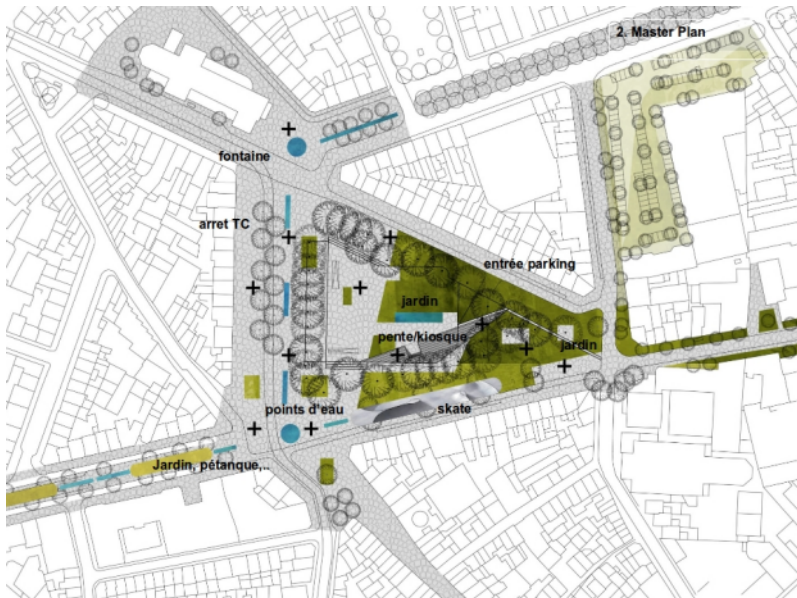 2. Master Plan
fontaine
arret TC
entrée parking
jardin
pente/kiosque
jardin
points d'eau
skate
Jardin, pétanque,..